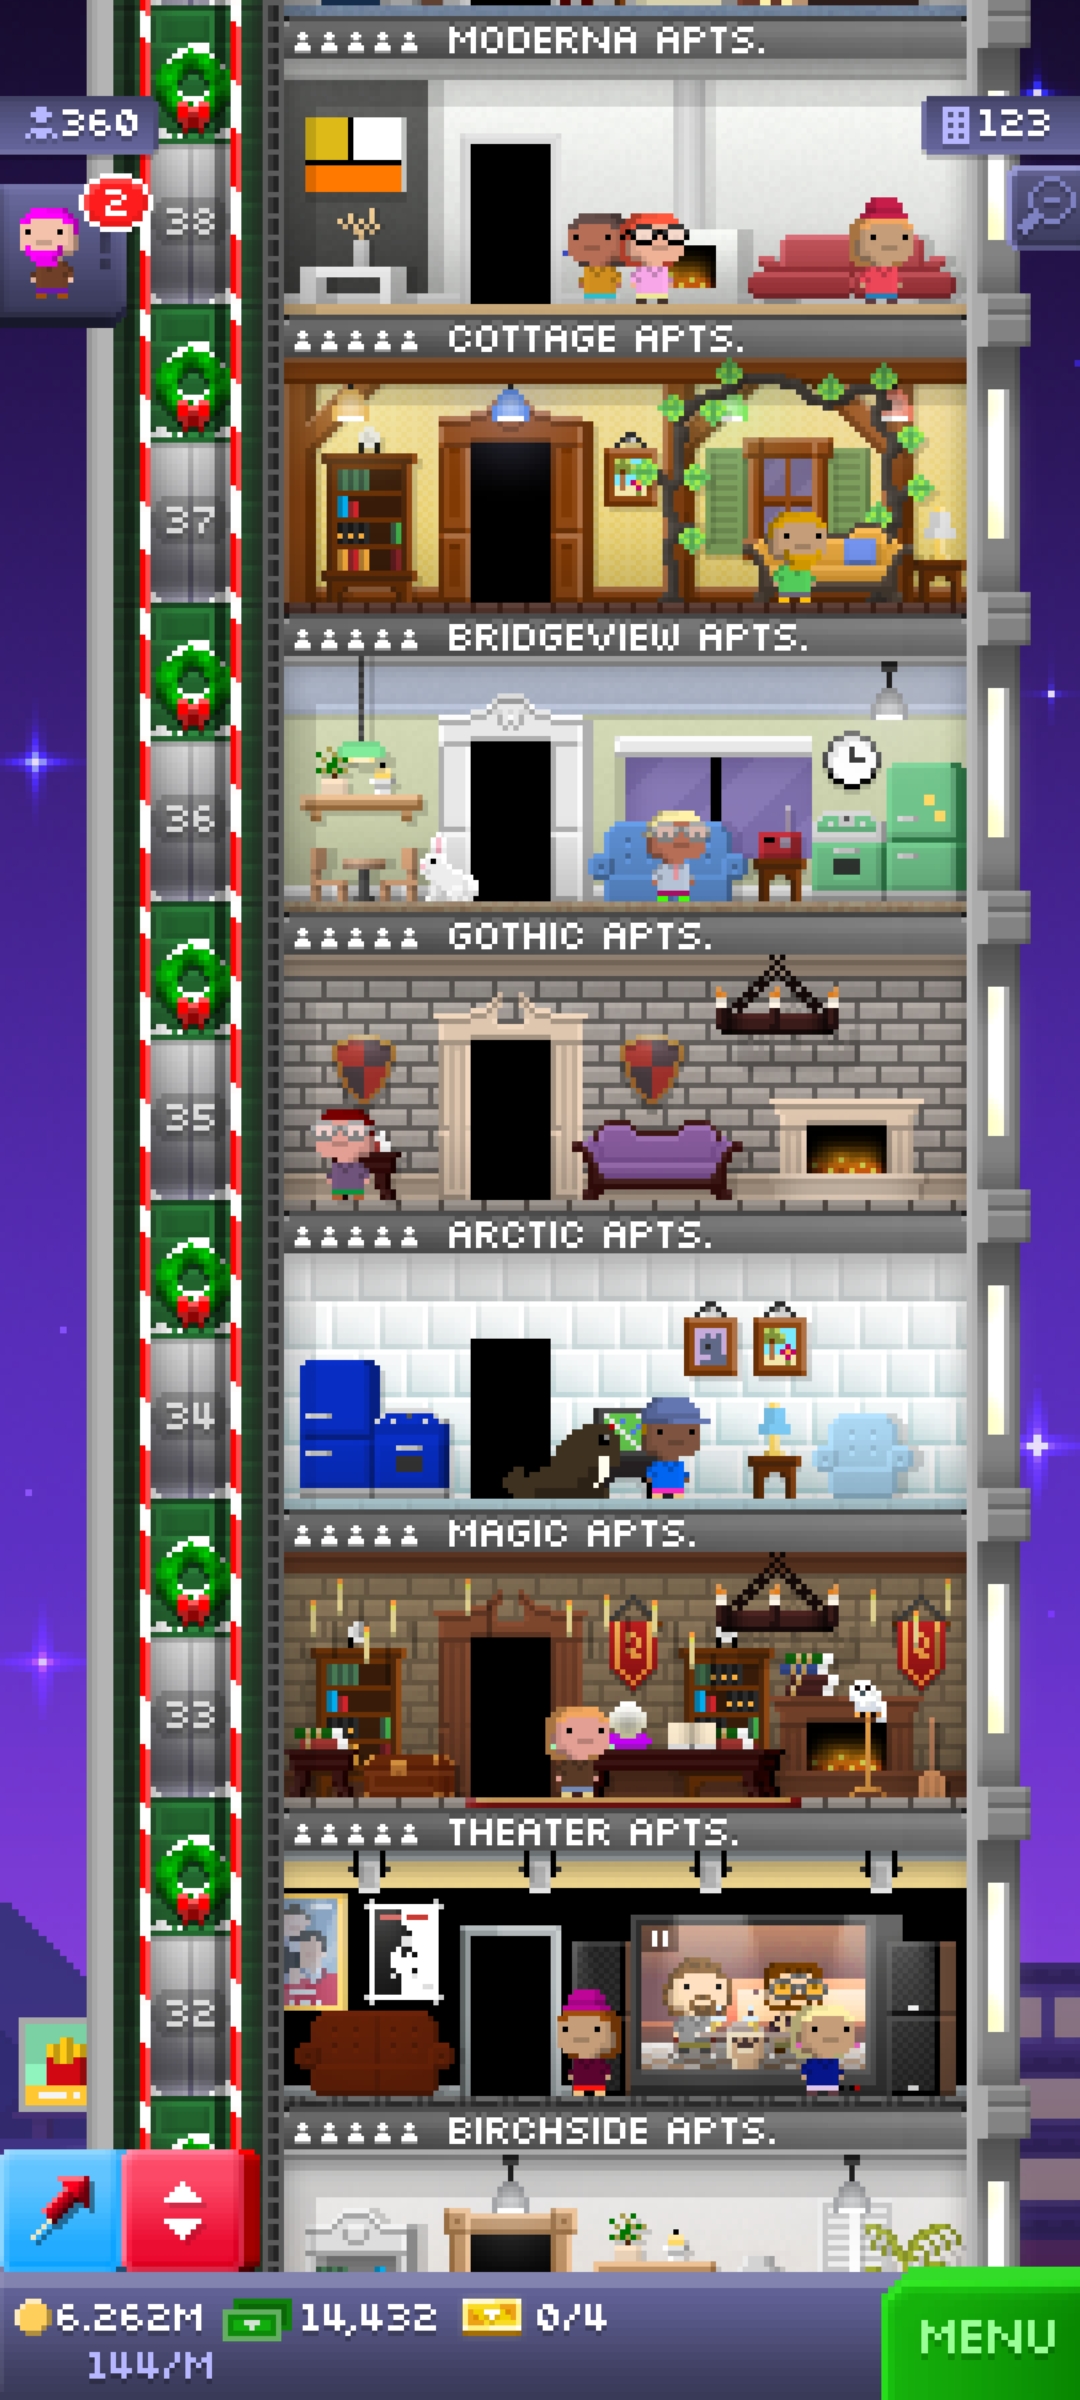 MODERNA APTS.
360
123
2
38
COTTAGE APTS.
37
BRIDGEVIEW APTS.
36
GOTHIC APTS.
35
ARCTIC APTS.
34
MAGIC APTS.
33
THEATER APTS.
32
BIRCHSIDE APTS.
6.262M
14,432
0/4
144/M
MENU